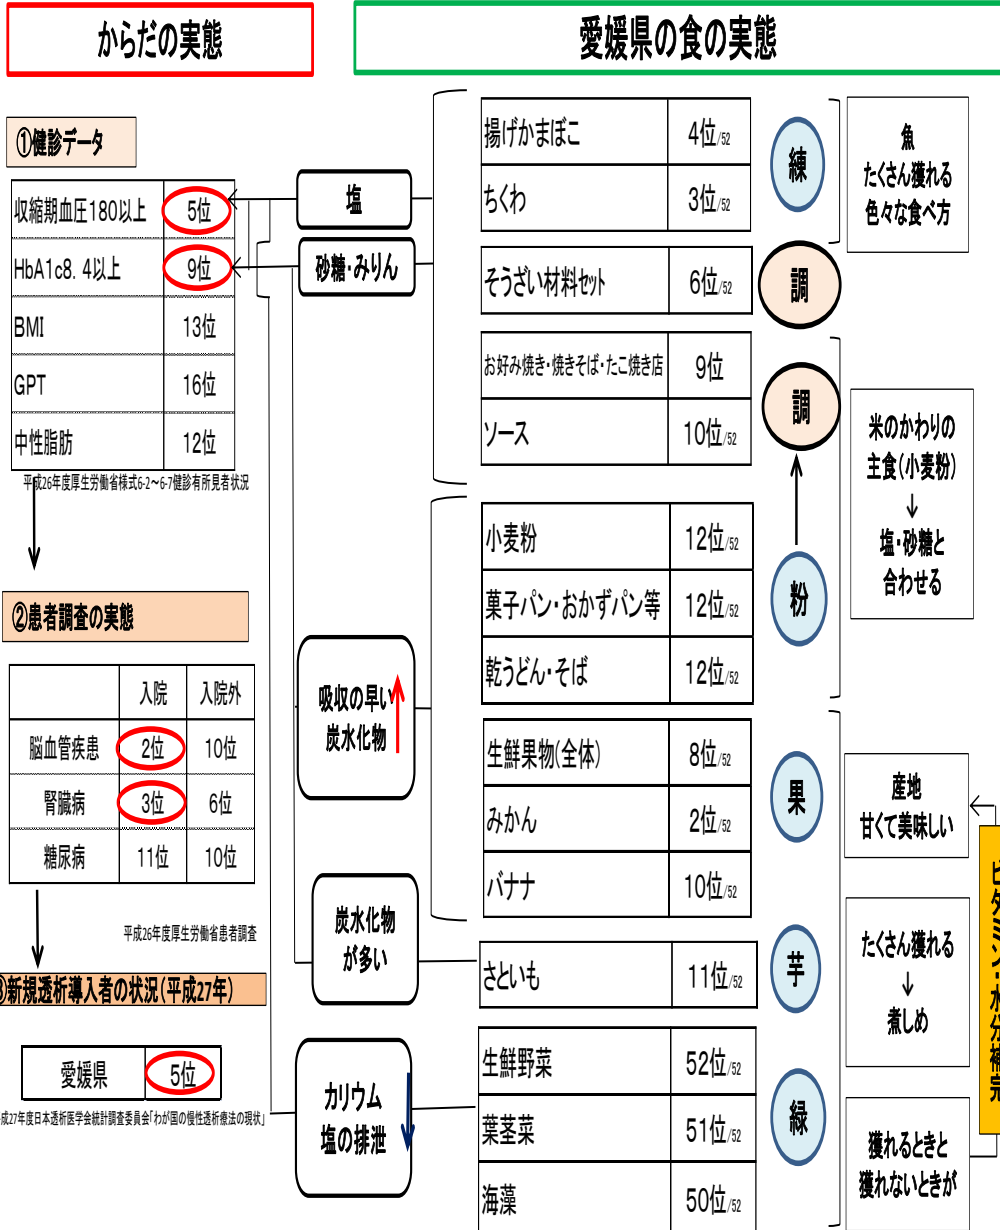 からだの実態
愛媛県の食の実態
①健診データ
収縮期血圧180以上 5位
HbA1c8.4以上 9位
BMI 13位
GPT 16位
中性脂肪 12位
平成26年度厚生労働省様式6-2～6-7健診有所見者状況
②患者調査の実態
入院 入院外
脳血管疾患 2位 10位
腎臓病 3位 6位
糖尿病 11位 10位
平成26年度厚生労働省患者調査
③新規透析導入者の状況(平成27年)
愛媛県 5位
成27年度日本透析医学会統計調査委員会「わが国の慢性透析療法の現状」
塩
砂糖・みりん
吸収の早い
炭水化物
炭水化物
が多い
カリウム
塩の排泄
揚げかまぼこ 4位/52
ちくわ 3位/52
そうざい材料セット 6位/52
お好み焼き・焼きそば・たこ焼き店 9位
ソース 10位/52
小麦粉 12位/52
菓子パン・おかずパン等 12位/52
乾うどん・そば 12位/52
生鮮果物(全体) 8位/52
みかん 2位/52
バナナ 10位/52
さといも 11位/52
生鮮野菜 52位/52
葉茎菜 51位/52
海藻 50位/52
練
調
調
粉
果
芋
緑
魚
たくさん獲れる
色々な食べ方
米のかわりの
主食(小麦粉)
↓
塩・砂糖と
合わせる
産地
甘くて美味しい
たくさん獲れる
↓
煮しめ
獲れるときと
獲れないときが
ビタミン・水分補完